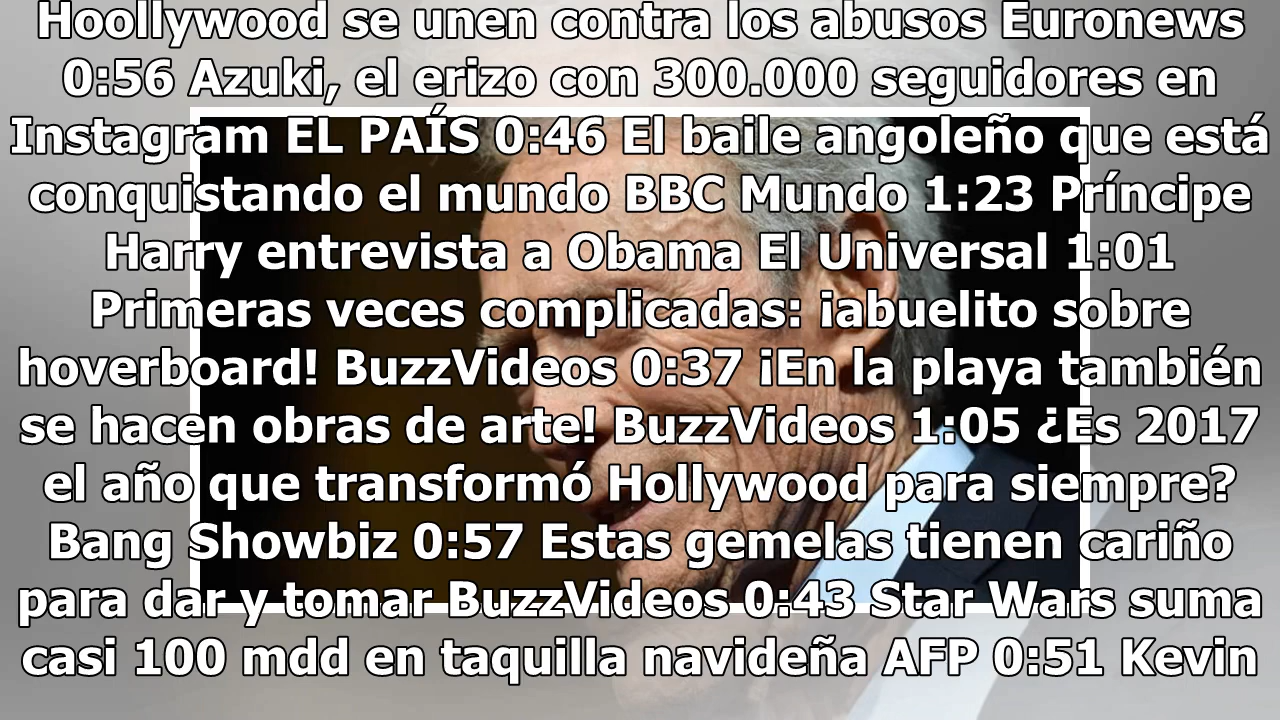 Hoollywood se unen contra los abusos Euronews
0:56 Azuki, el erizo con 300.000 seguidores en
Instagram EL PAÍS 0:46 El baile angoleño que está
conquistando el mundo BBC Mundo 1:23 Príncipe
Harry entrevista a Obama El Universal 1:01
Primeras veces complicadas: ¡abuelito sobre
hoverboard! BuzzVideos 0:37 ¡En la playa también
se hacen obras de arte! BuzzVideos 1:05 ¿Es 2017
el año que transformó Hollywood para siempre?
Bang Showbiz 0:57 Estas gemelas tienen cariño
para dar y tomar BuzzVideos 0:43 Star Wars suma
casi 100 mdd en taquilla navideña AFP 0:51 Kevin